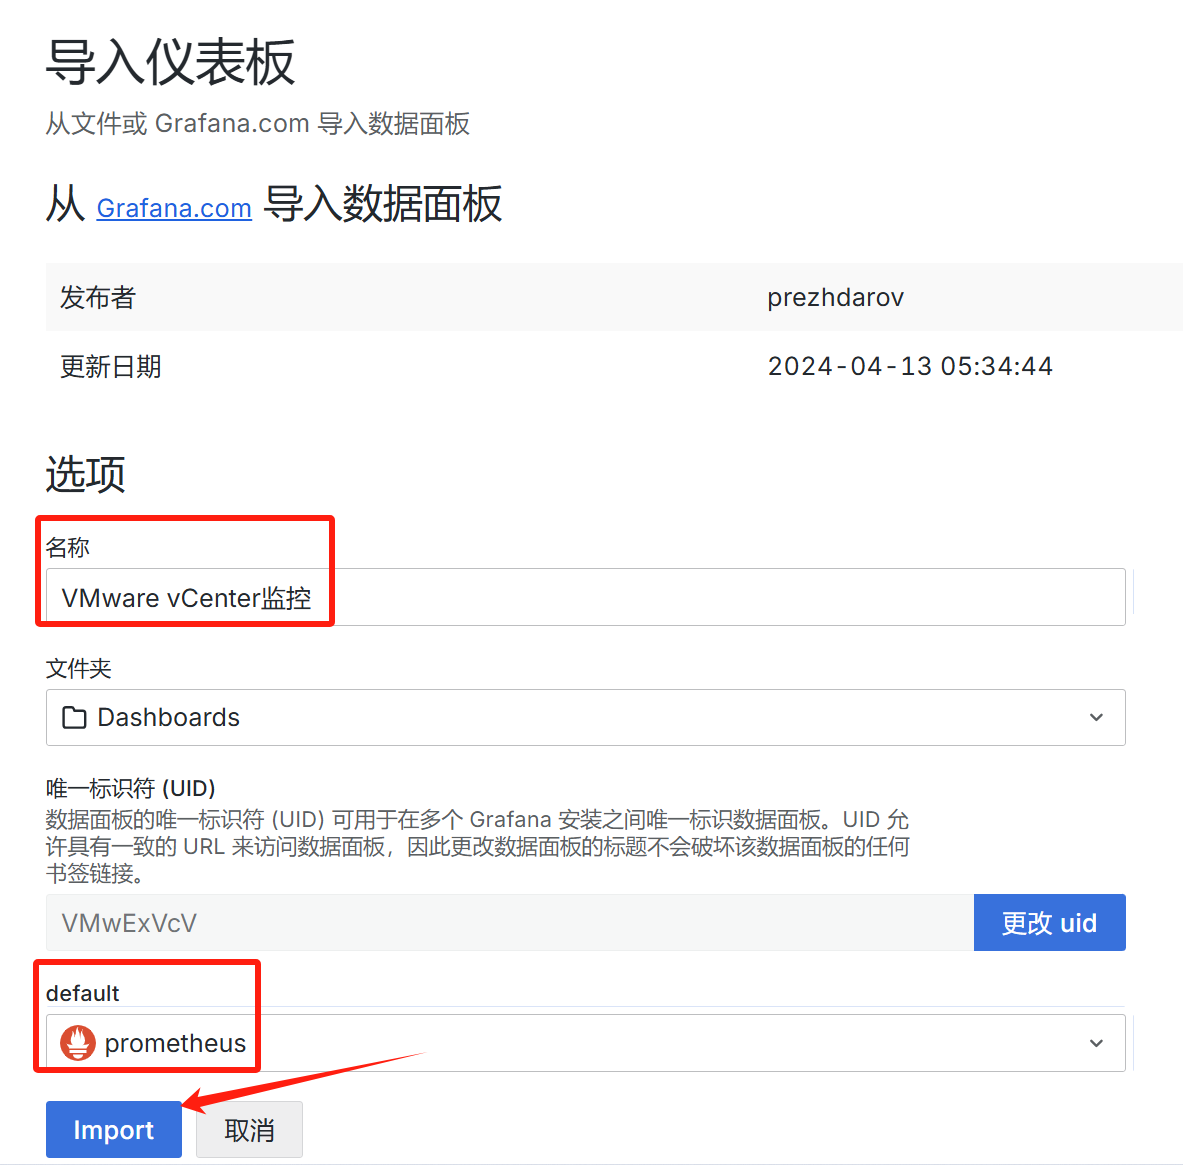 导入仪表板
从文件或 Grafana.com 导入数据面板
从 Grafana.com 导入数据面板
发布者 prezhdarov
更新日期 2024-04-13 05:34:44
选项
名称
VMware vCenter监控
文件夹
Dashboards
唯一标识符 (UID)
数据面板的唯一标识符 (UID) 可用于在多个 Grafana 安装之间唯一标识数据面板。UID 允
许具有一致的 URL 来访问数据面板，因此更改数据面板的标题不会破坏该数据面板的任何
书签链接。
VMwExVcV 更改 uid
default
prometheus
Import 取消